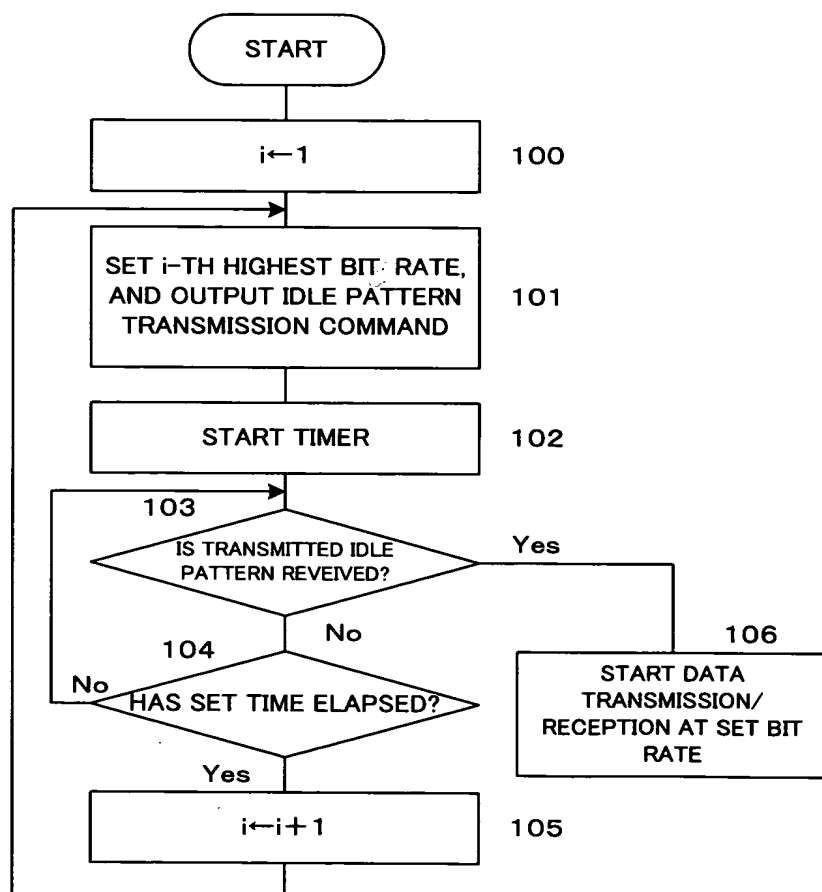 START
i←1
100
SET i-TH HIGHEST BIT RATE,
AND OUTPUT IDLE PATTERN
TRANSMISSION COMMAND
101
START TIMER
102
103
IS TRANSMITTED IDLE
PATTERN REVEIVED?
Yes
No
104
106
No
HAS SET TIME ELAPSED?
START DATA
TRANSMISSION/
RECEPTION AT SET BIT
RATE
Yes
i←i+1
105